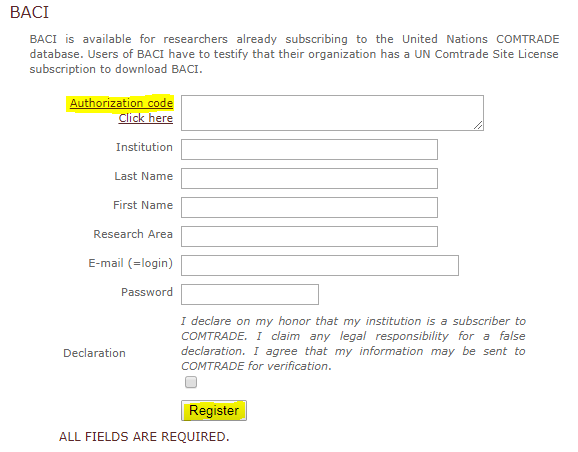 BACI
BACI is available for researchers already subscribing to the United Nations COMTRADE
database. Users of BACI have to testify that their organization has a UN Comtrade Site License
subscription to download BACI.
Authorization code
Click here
Institution
Last Name
First Name
Research Area
E-mail (=login)
Password
I declare on my honor that my institution is a subscriber to
COMTRADE. I claim any legal responsibility for a false
declaration. I agree that my information may be sent to
COMTRADE for verification.
Declaration
Register
ALL FIELDS ARE REQUIRED.